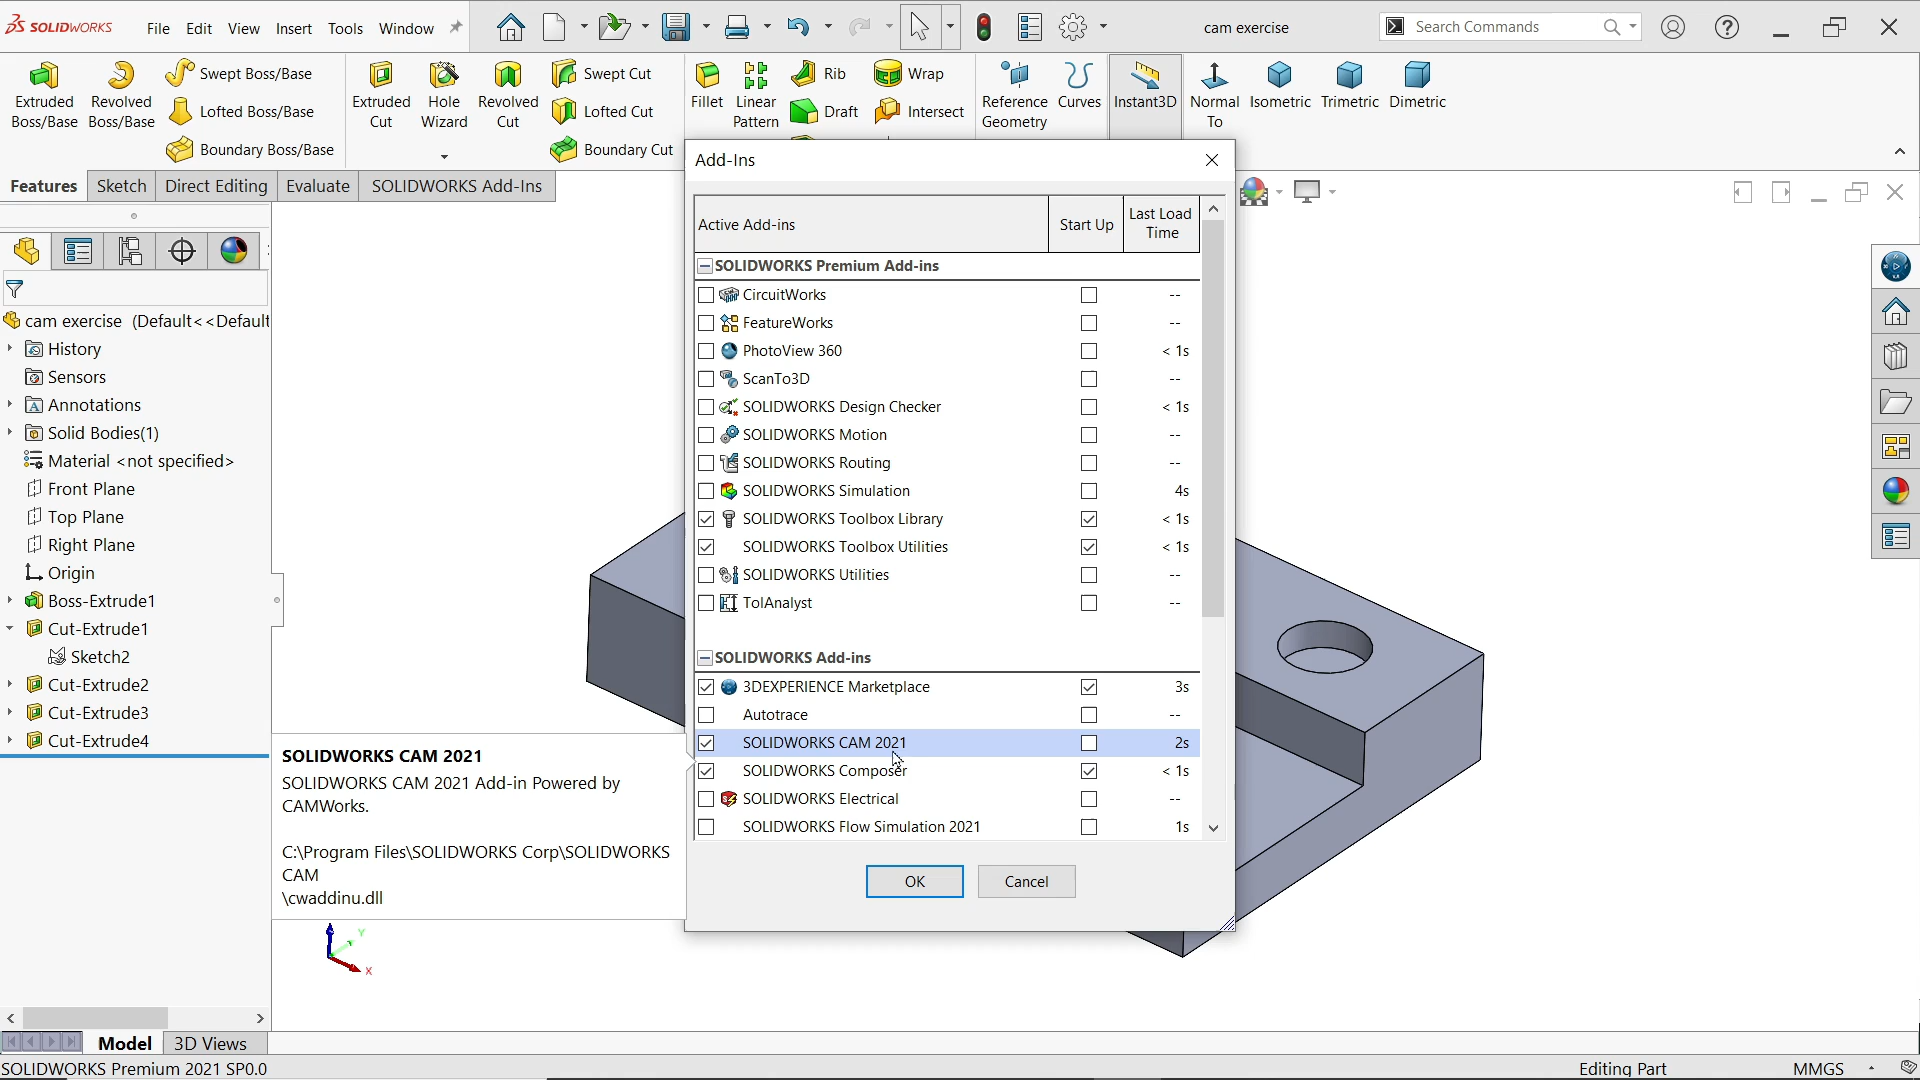 SOLIDWORKS File Edit View Insert Tools Window
cam exercise
Search Commands
Extruded Boss/Base
Revolved Boss/Base
Swept Boss/Base
Lofted Boss/Base
Boundary Boss/Base
Extruded Cut
Hole Wizard
Revolved Cut
Swept Cut
Lofted Cut
Boundary Cut
Fillet
Linear Pattern
Rib
Draft
Wrap
Intersect
Reference Geometry
Curves
Instant3D
Normal To
Isometric
Trimetric
Dimetric
Features Sketch Direct Editing Evaluate SOLIDWORKS Add-Ins
cam exercise (Default<<Default
History
Sensors
Annotations
Solid Bodies(1)
Material <not specified>
Front Plane
Top Plane
Right Plane
Origin
Boss-Extrude1
Cut-Extrude1
Sketch2
Cut-Extrude2
Cut-Extrude3
Cut-Extrude4
Add-Ins
Active Add-ins Start Up Last Load Time
SOLIDWORKS Premium Add-ins
CircuitWorks --
FeatureWorks --
PhotoView 360 < 1s
ScanTo3D --
SOLIDWORKS Design Checker < 1s
SOLIDWORKS Motion --
SOLIDWORKS Routing --
SOLIDWORKS Simulation 4s
SOLIDWORKS Toolbox Library < 1s
SOLIDWORKS Toolbox Utilities < 1s
SOLIDWORKS Utilities --
TolAnalyst --
SOLIDWORKS Add-ins
3DEXPERIENCE Marketplace 3s
Autotrace --
SOLIDWORKS CAM 2021 2s
SOLIDWORKS Composer < 1s
SOLIDWORKS Electrical --
SOLIDWORKS Flow Simulation 2021 1s
OK Cancel
SOLIDWORKS CAM 2021
SOLIDWORKS CAM 2021 Add-in Powered by
CAMWorks.
C:\Program Files\SOLIDWORKS Corp\SOLIDWORKS
CAM
\cwaddinu.dll
Y
X
Model 3D Views
SOLIDWORKS Premium 2021 SP0.0
Editing Part
MMGS